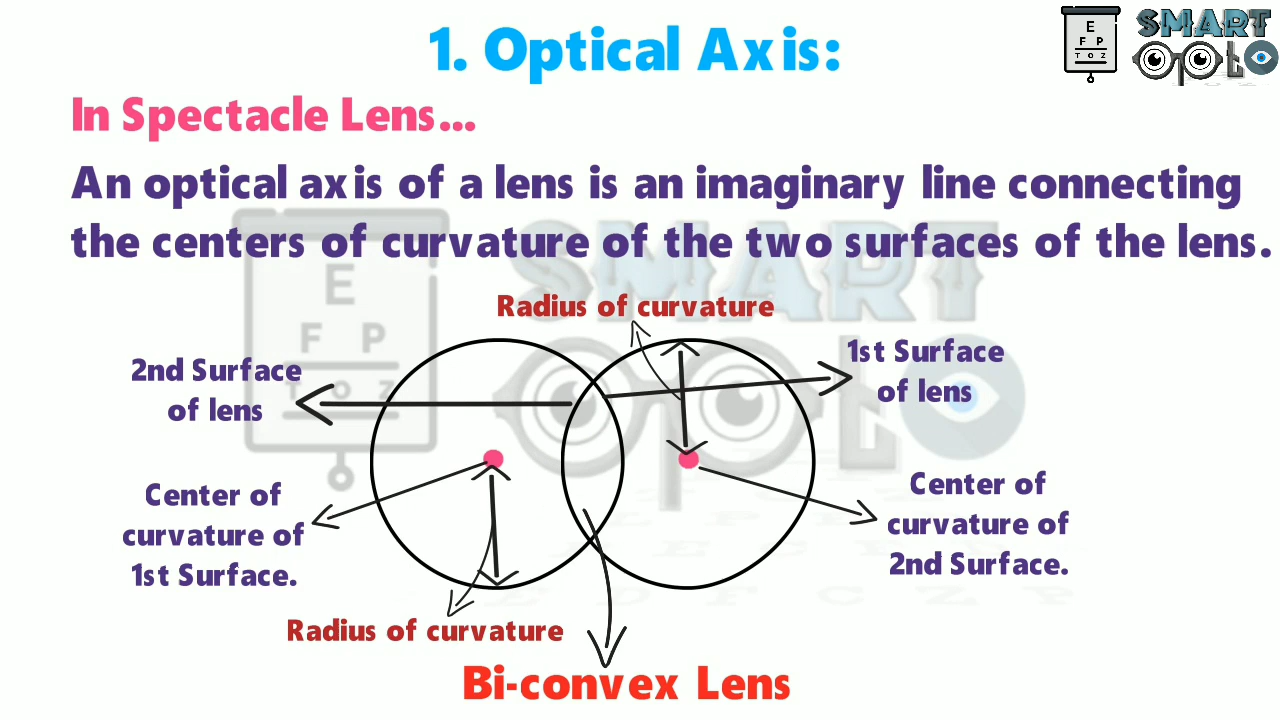 1. Optical Axis:
E
F P
T O Z
SMART
Opto
In Spectacle Lens...
An optical axis of a lens is an imaginary line connecting
the centers of curvature of the two surfaces of the lens.
E
F P
T O Z
SMART
Opto
Radius of curvature
2nd Surface
of lens
1st Surface
of lens
Center of
curvature of
1st Surface.
Center of
curvature of
2nd Surface.
Radius of curvature
Bi-convex Lens